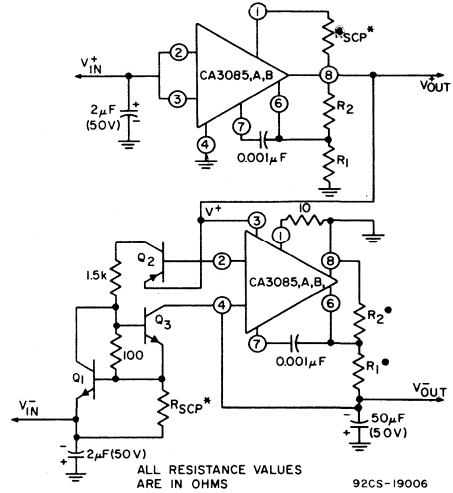 ①
RSCP*
V+IN
②
CA3085,A,B
⑧
V+OUT
③
⑥
2µF
(50V)
+
−
⑦
R2
④
0.001µF
R1
10
V+
③
①
Q2
②
⑧
1.5k
CA3085,A,B,
Q3
④
⑥
R2●
100
⑦
0.001µF
R1●
Q1
V−OUT
V−IN
RSCP*
−
+
50µF
(50V)
−
+
2µF(50V)
ALL RESISTANCE VALUES
ARE IN OHMS
92CS-19006